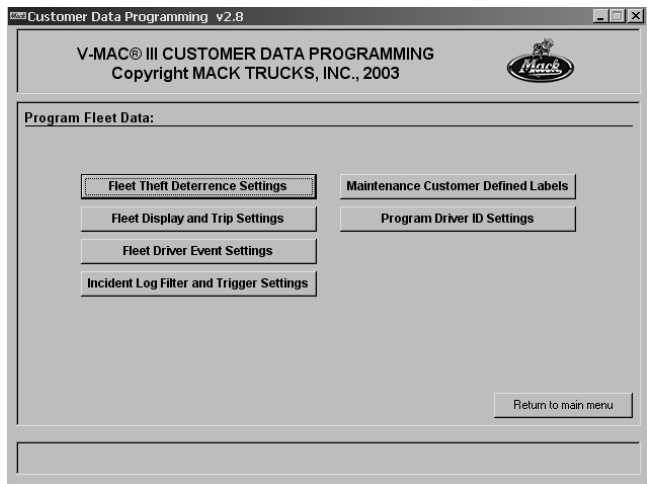 Customer Data Programming v2.8
V-MAC® III CUSTOMER DATA PROGRAMMING
Copyright MACK TRUCKS, INC., 2003
Mack
Program Fleet Data:
Fleet Theft Deterrence Settings
Maintenance Customer Defined Labels
Fleet Display and Trip Settings
Program Driver ID Settings
Fleet Driver Event Settings
Incident Log Filter and Trigger Settings
Return to main menu